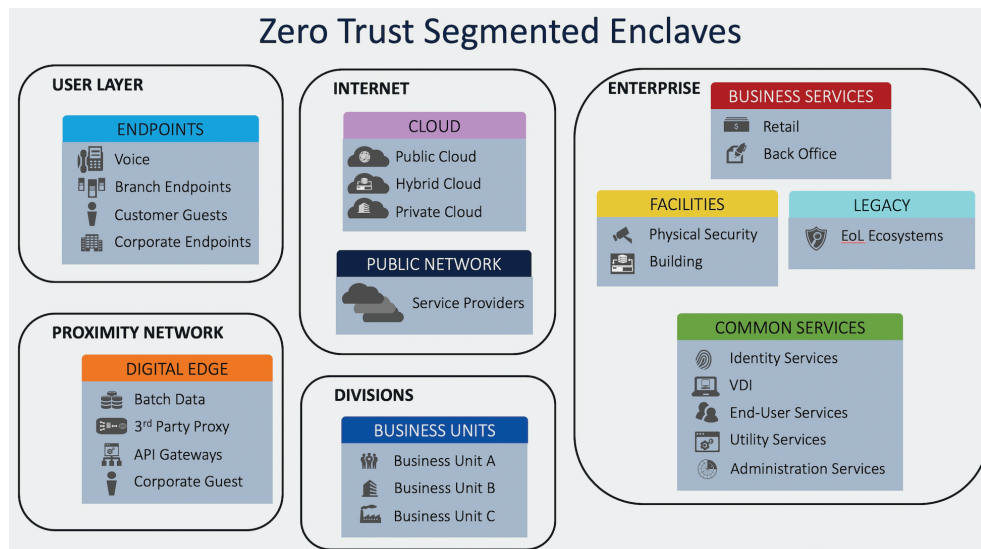 Zero Trust Segmented Enclaves
USER LAYER
ENDPOINTS
Voice
Branch Endpoints
Customer Guests
Corporate Endpoints
PROXIMITY NETWORK
DIGITAL EDGE
Batch Data
3rd Party Proxy
API Gateways
Corporate Guest
INTERNET
CLOUD
Public Cloud
Hybrid Cloud
Private Cloud
PUBLIC NETWORK
Service Providers
DIVISIONS
BUSINESS UNITS
Business Unit A
Business Unit B
Business Unit C
ENTERPRISE
BUSINESS SERVICES
$ Retail
Back Office
FACILITIES
Physical Security
Building
LEGACY
EoL Ecosystems
COMMON SERVICES
Identity Services
VDI
End-User Services
Utility Services
Administration Services